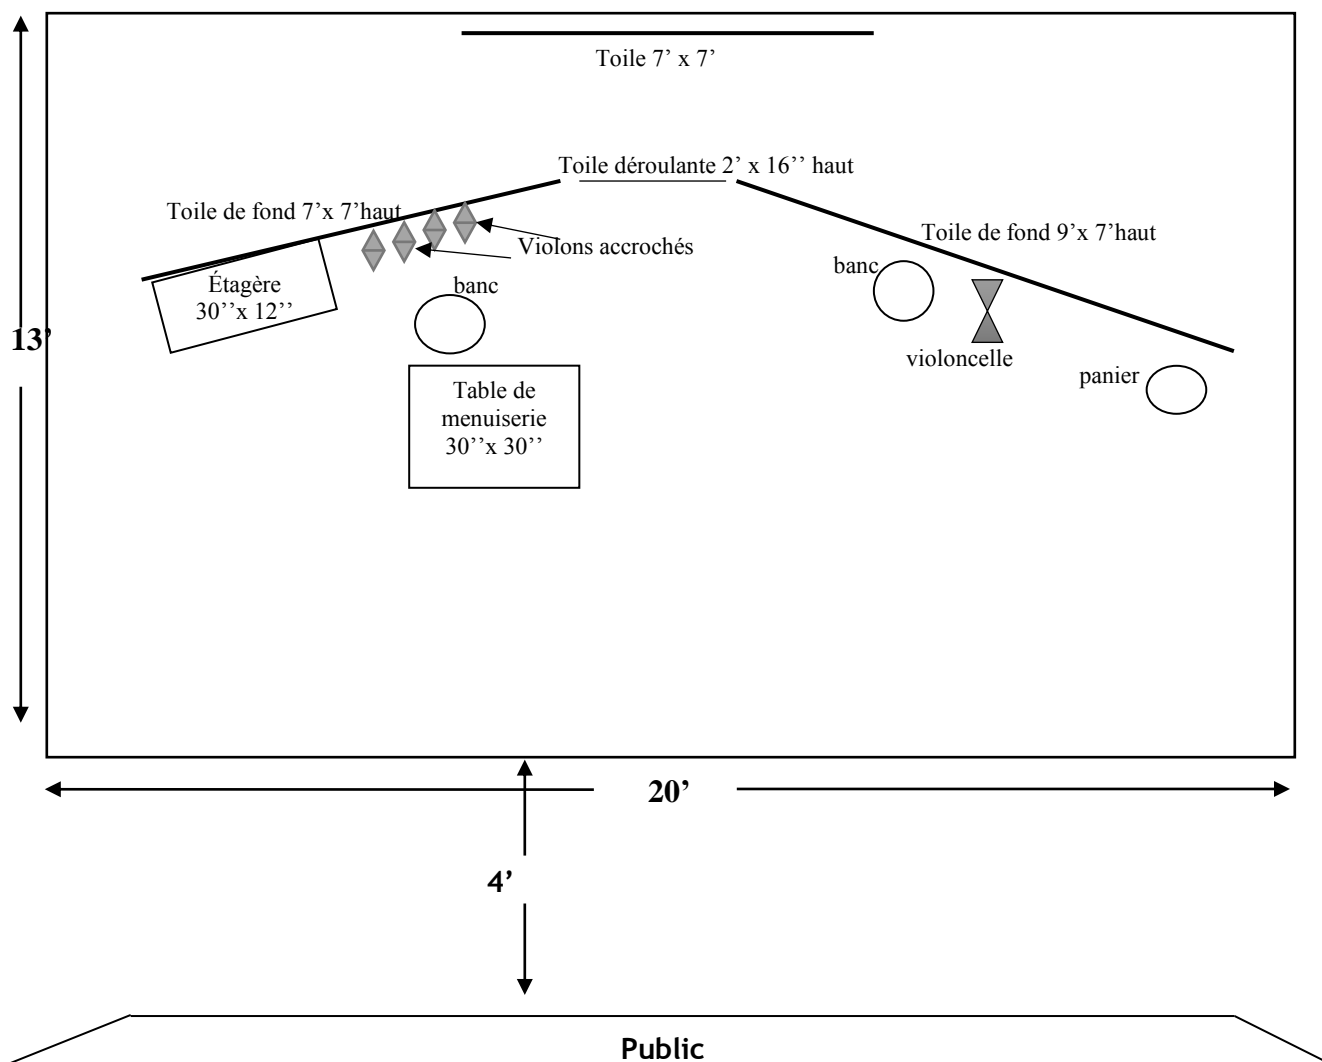 Toile 7’ x 7’
Toile déroulante 2’ x 16’’ haut
Toile de fond 7’x 7’haut
Toile de fond 9’x 7’haut
Violons accrochés
banc
Étagère
30’’x 12’’
banc
13’
violoncelle
panier
Table de
menuiserie
30’’x 30’’
20’
4’
Public